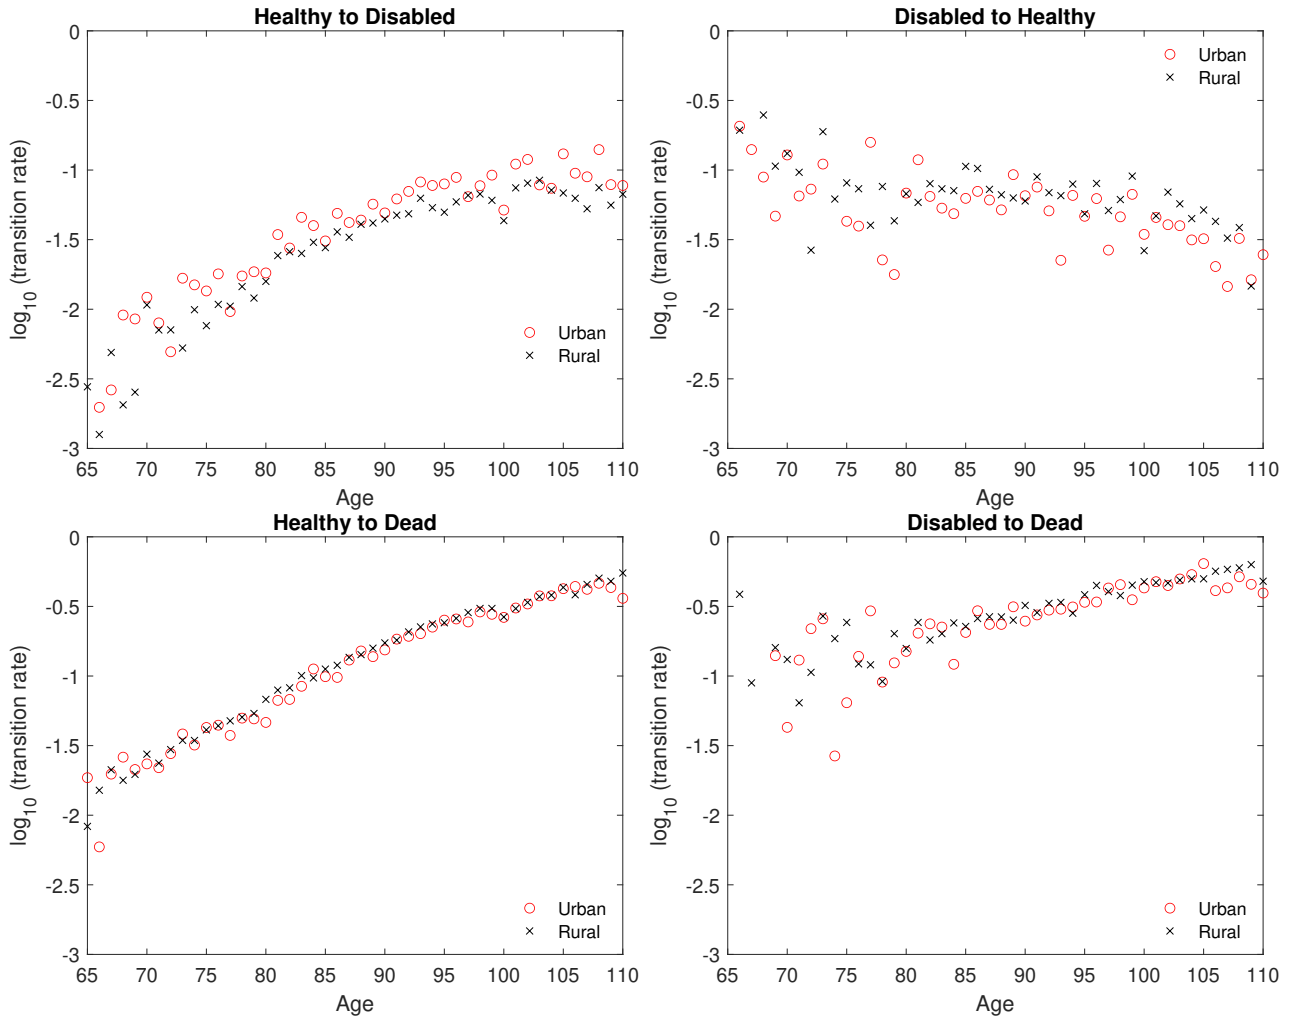 Healthy to Disabled
0
-0.5
-1
-1.5
-2
-2.5
-3
log10 (transition rate)
65 70 75 80 85 90 95 100 105 110
Age
Urban
Rural
Disabled to Healthy
0
-0.5
-1
-1.5
-2
-2.5
-3
log10 (transition rate)
65 70 75 80 85 90 95 100 105 110
Age
Urban
Rural
Healthy to Dead
0
-0.5
-1
-1.5
-2
-2.5
-3
log10 (transition rate)
65 70 75 80 85 90 95 100 105 110
Age
Urban
Rural
Disabled to Dead
0
-0.5
-1
-1.5
-2
-2.5
-3
log10 (transition rate)
65 70 75 80 85 90 95 100 105 110
Age
Urban
Rural